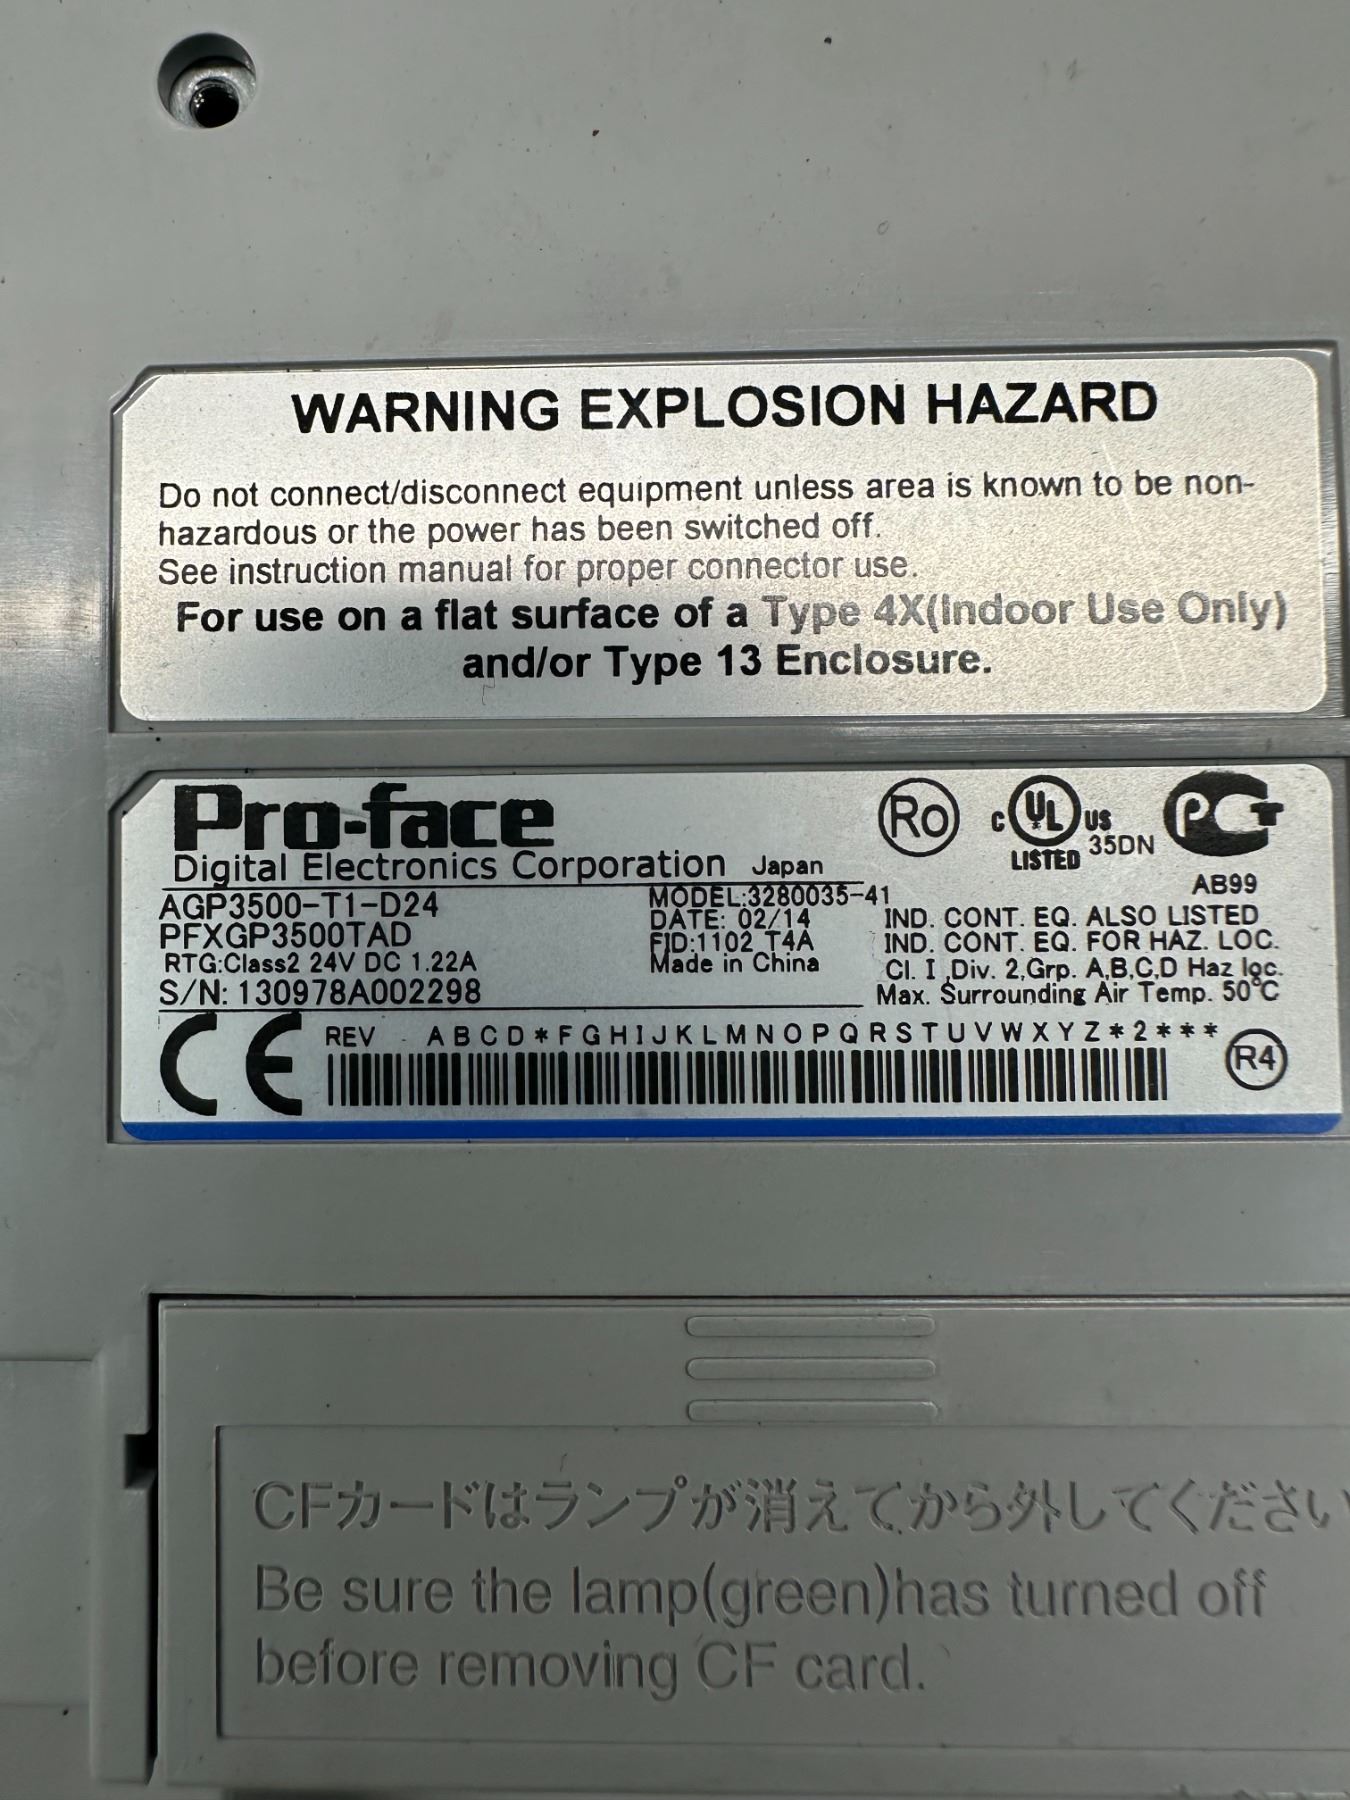 WARNING EXPLOSION HAZARD
Do not connect/disconnect equipment unless area is known to be non-
hazardous or the power has been switched off.
See instruction manual for proper connector use.
For use on a flat surface of a Type 4X(Indoor Use Only)
and/or Type 13 Enclosure.
Pro-face
Digital Electronics Corporation Japan
AGP3500-T1-D24
PFXGP3500TAD
RTG:Class2 24V DC 1.22A
S/N: 130978A002298
MODEL:3280035-41
DATE: 02/14
FID:1102 T4A
Made in China
Ro
C UL US
LISTED 35DN
PCT
AB99
IND. CONT. EQ. ALSO LISTED
IND. CONT. EQ. FOR HAZ. LOC.
Cl. I ,Div. 2,Grp. A,B,C,D Haz loc.
Max. Surrounding Air Temp. 50°C
CE
REV - A B C D * F G H I J K L M N O P Q R S T U V W X Y Z * 2 * * *
R4
CFカードはランプが消えてから外してください
Be sure the lamp(green)has turned off
before removing CF card.